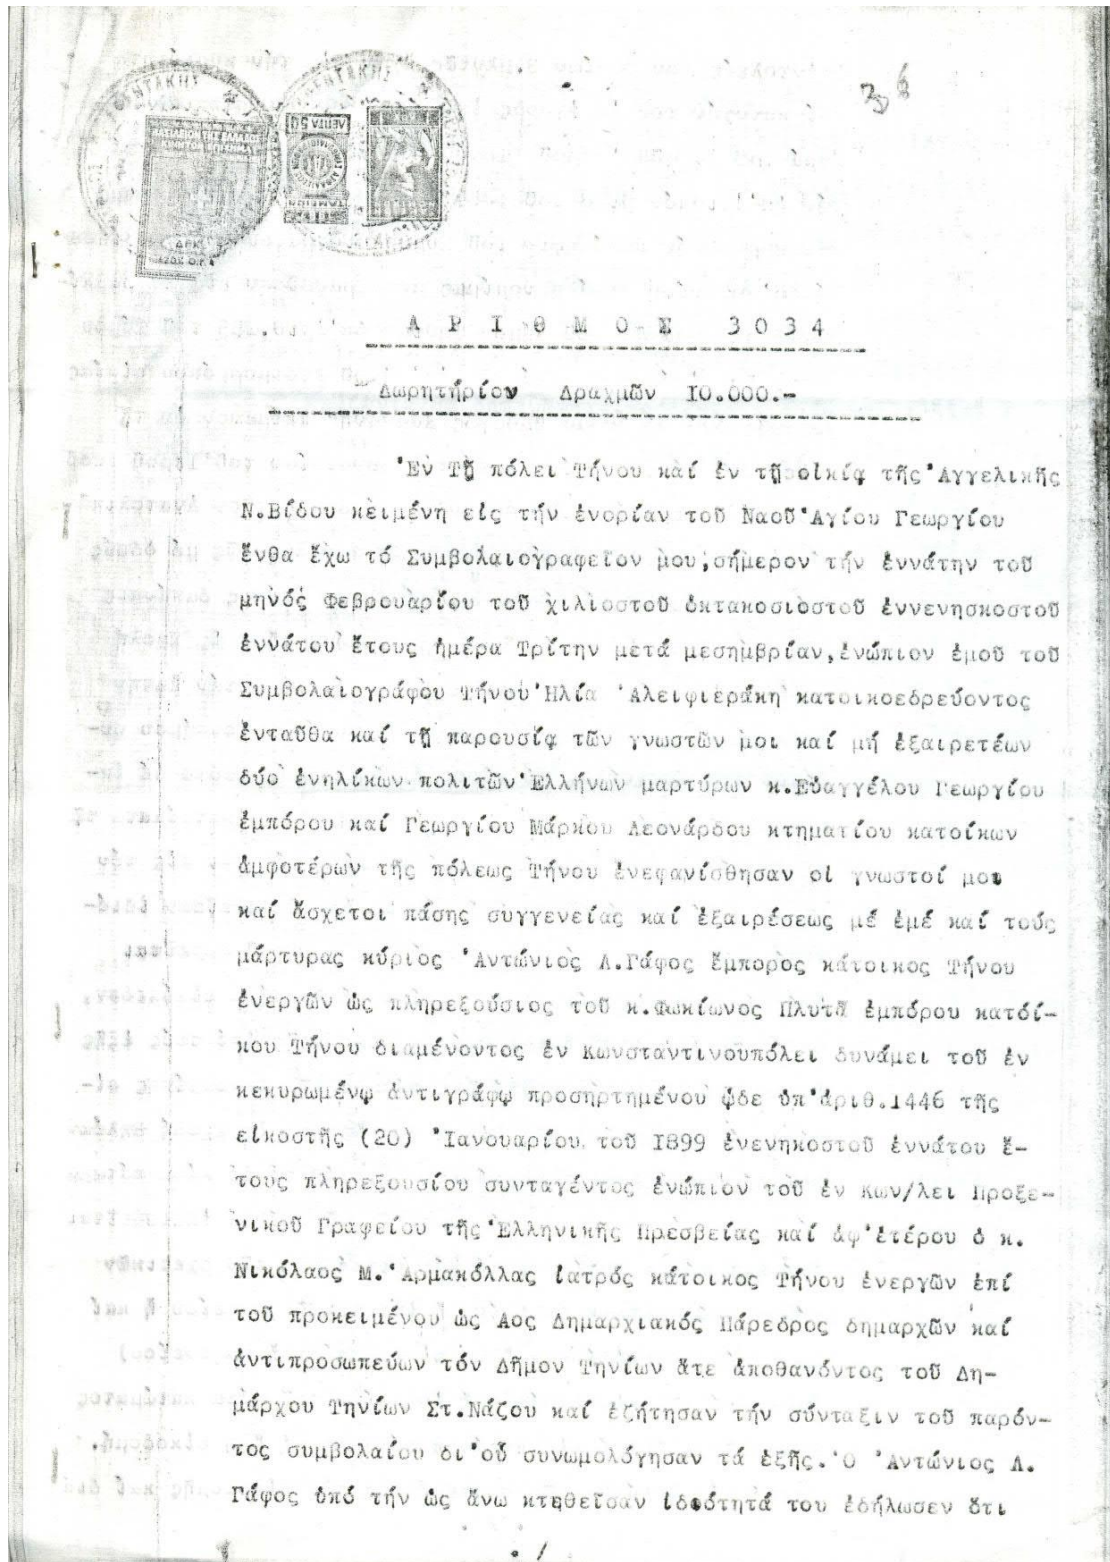 36
ΛΕΠΤΑ 50
Α Ρ Ι Θ Μ Ο Σ 3034
Δωρητήριον Δραχμῶν Ι0.000.-
Ἐν Τῇ πόλει Τήνου καί ἐν τῇ οἰκίᾳ τῆς Ἀγγελικῆς
Ν.Βίδου κειμένῃ εἰς τήν ἐνορίαν τοῦ Ναοῦ Ἁγίου Γεωργίου
ἔνθα ἔχω τό Συμβολαιογραφεῖον μου, σήμερον τήν ἐννάτην τοῦ
μηνός Φεβρουαρίου τοῦ χιλιοστοῦ ὀκτακοσιοστοῦ ἐννενηκοστοῦ
ἐννάτου ἔτους ἡμέρα Τρίτην μετά μεσημβρίαν, ἐνώπιον ἐμοῦ τοῦ
Συμβολαιογράφου Τήνου Ἠλία Ἀλειφιεράκη κατοικοεδρεύοντος
ἐνταῦθα καί τῇ παρουσίᾳ τῶν γνωστῶν μοι καί μή ἐξαιρετέων
δύο ἐνηλίκων πολιτῶν Ἑλλήνων μαρτύρων κ.Εὐαγγέλου Γεωργίου
ἐμπόρου καί Γεωργίου Μάρκου Λεονάρδου κτηματίου κατοίκων
ἀμφοτέρων τῆς πόλεως Τήνου ἐνεφανίσθησαν οἱ γνωστοί μοι
καί ἄσχετοι πάσης συγγενείας καί ἐξαιρέσεως μέ ἐμέ καί τούς
μάρτυρας κύριος Ἀντώνιος Λ.Γάφος ἔμπορος κάτοικος Τήνου
ἐνεργῶν ὡς πληρεξούσιος τοῦ κ.Φωκίωνος Πλυτᾶ ἐμπόρου κατοί-
κου Τήνου διαμένοντος ἐν Κωνσταντινουπόλει δυνάμει τοῦ ἐν
κεκυρωμένῳ ἀντιγράφῳ προσηρτημένου ᾧδε ὑπ' ἀριθ.1446 τῆς
εἰκοστῆς (20) Ἰανουαρίου τοῦ Ι899 ἐνενηκοστοῦ ἐννάτου ἔ-
τους πληρεξουσίου συνταγέντος ἐνώπιον τοῦ ἐν Κων/λει Προξε-
νικοῦ Γραφείου τῆς Ἑλληνικῆς Πρεσβείας καί ἀφ' ἑτέρου ὁ κ.
Νικόλαος Μ. Ἀρμακόλλας ἰατρός κάτοικος Τήνου ἐνεργῶν ἐπί
τοῦ προκειμένου ὡς Αος Δημαρχιακός Πάρεδρος δημαρχῶν καί
ἀντιπροσωπεύων τόν Δῆμον Τηνίων ἅτε ἀποθανόντος τοῦ Δη-
μάρχου Τηνίων Στ.Νάζου καί ἐζήτησαν τήν σύνταξιν τοῦ παρόν-
τος συμβολαίου δι' οὗ συνωμολόγησαν τά ἑξῆς. Ὁ Ἀντώνιος Λ.
Γάφος ὑπό τήν ὡς ἄνω κτηθεῖσαν ἰδιότητά του ἐδήλωσεν ὅτι
./